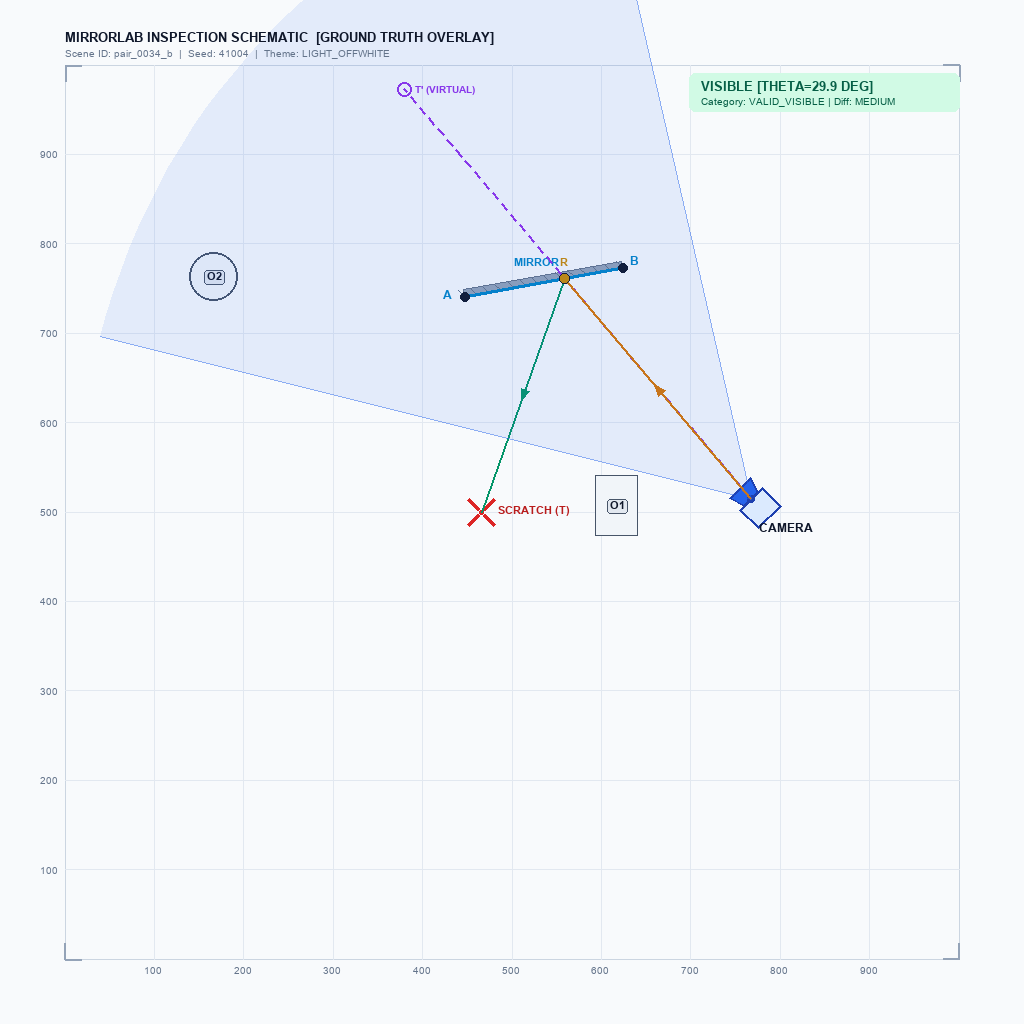 MIRRORLAB INSPECTION SCHEMATIC  [GROUND TRUTH OVERLAY]
Scene ID: pair_0034_b  |  Seed: 41004  |  Theme: LIGHT_OFFWHITE
VISIBLE [THETA=29.9 DEG]
Category: VALID_VISIBLE | Diff: MEDIUM
T' (VIRTUAL)
900
800
MIRROR
R
B
O2
A
700
600
O1
SCRATCH (T)
500
CAMERA
400
300
200
100
100 200 300 400 500 600 700 800 900